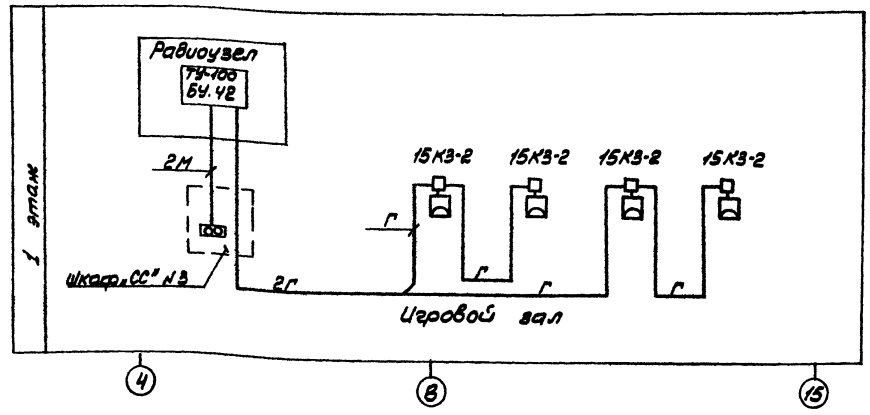 1 этаж
Радиоузел
ТУ-100
БУ.42
2М
Шкаф „СС" N3
15КЗ-2
15КЗ-2
15КЗ-2
15КЗ-2
Г
Г
2Г
Г
Г
Игровой зал
4
8
15